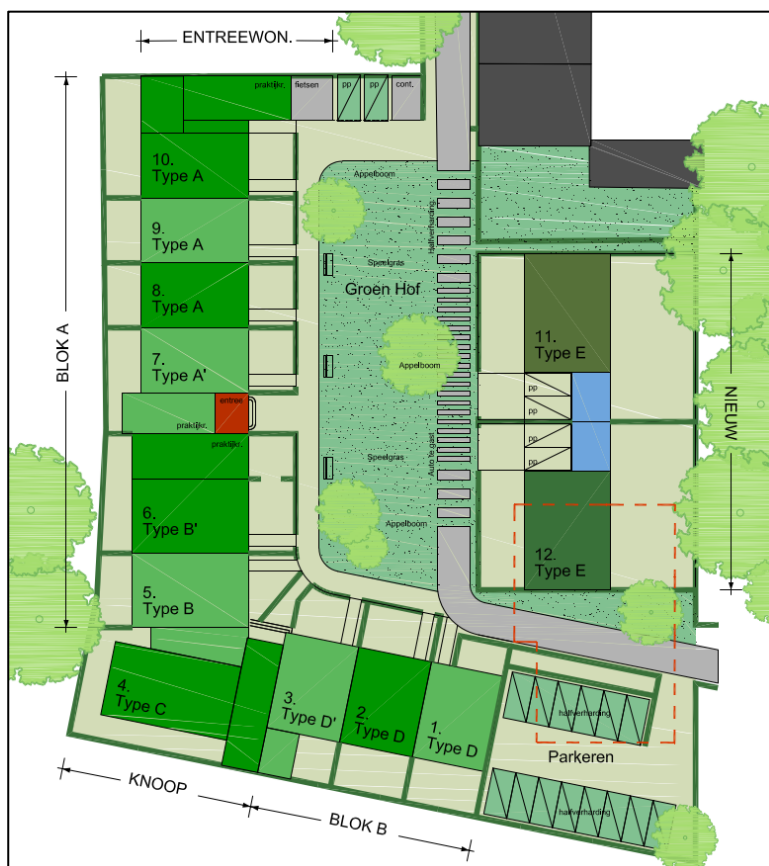 ENTREEWON.
praktijkr.
fietsen
pp
pp
cont.
10.
Type A
Appelboom
Halfverharding
9.
Type A
Speelgras
Groen Hof
8.
Type A
11.
Type E
BLOK A
7.
Type A'
Appelboom
NIEUW
pp
pp
entree
praktijkr.
praktijkr.
Auto te gast
pp
pp
Speelgras
6.
Type B'
Appelboom
12.
Type E
5.
Type B
4.
Type C
3.
Type D'
2.
Type D
1.
Type D
halfverharding
Parkeren
halfverharding
KNOOP
BLOK B